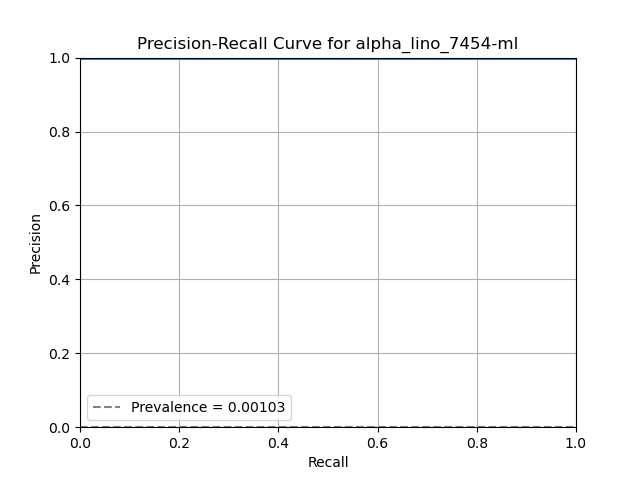 Precision-Recall Curve for alpha_lino_7454-ml
1.0
0.8
0.6
0.4
0.2
0.0
Precision
Prevalence = 0.00103
0.0 0.2 0.4 0.6 0.8 1.0
Recall